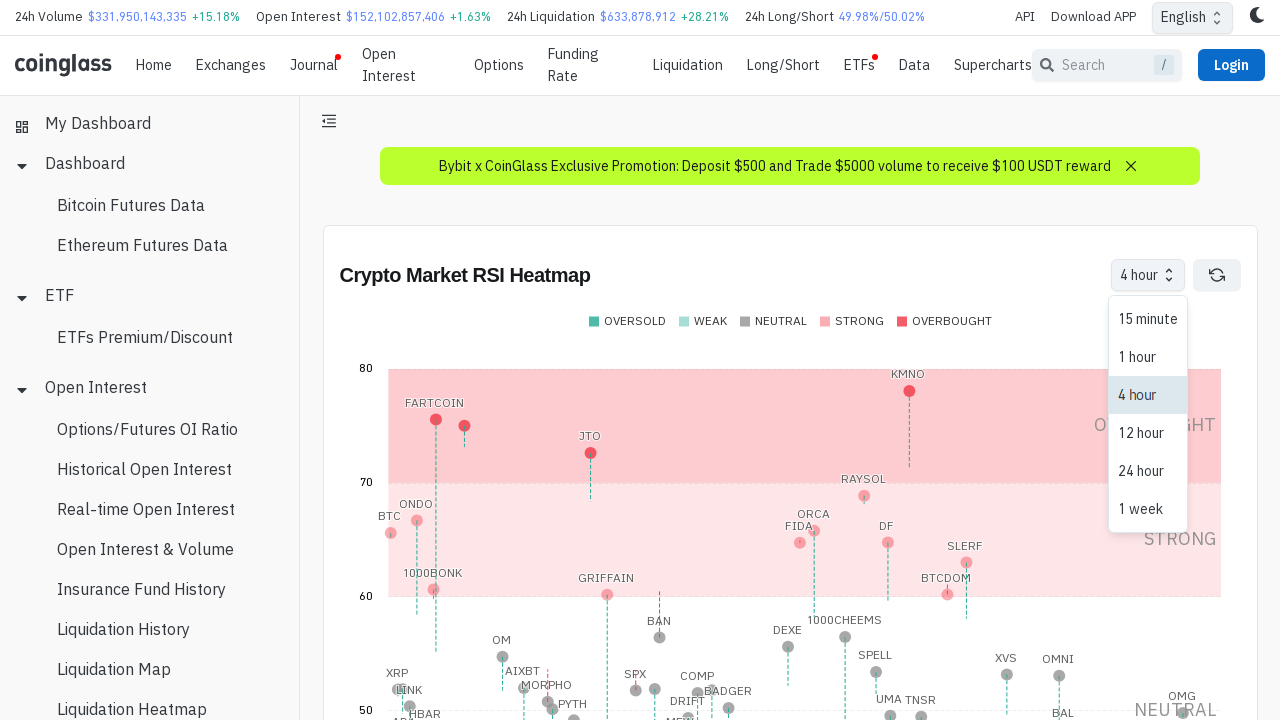 24h Volume $331,950,143,335 +15.18% Open Interest $152,102,857,406 +1.63% 24h Liquidation $633,878,912 +28.21% 24h Long/Short 49.98%/50.02% API Download APP English
coinglass Home Exchanges Journal Open Interest Options Funding Rate Liquidation Long/Short ETFs Data Supercharts Search / Login
My Dashboard
Dashboard
Bitcoin Futures Data
Ethereum Futures Data
ETF
ETFs Premium/Discount
Open Interest
Options/Futures OI Ratio
Historical Open Interest
Real-time Open Interest
Open Interest & Volume
Insurance Fund History
Liquidation History
Liquidation Map
Liquidation Heatmap
Bybit x CoinGlass Exclusive Promotion: Deposit $500 and Trade $5000 volume to receive $100 USDT reward
Crypto Market RSI Heatmap
4 hour
15 minute
1 hour
4 hour
12 hour
24 hour
1 week
OVERSOLD WEAK NEUTRAL STRONG OVERBOUGHT
80
KMNO
FARTCOIN
JTO
70
RAYSOL
ONDO
BTC
ORCA
FIDA
DF
STRONG
SLERF
1000BONK
GRIFFAIN
BTCDOM
60
BAN
1000CHEEMS
DEXE
OM
SPELL
XVS
OMNI
XRP
AIXBT
SPX
COMP
LINK
MORPHO
BADGER
DRIFT
PYTH
UMA
TNSR
OMG
50
NEUTRAL
HBAR
BAL